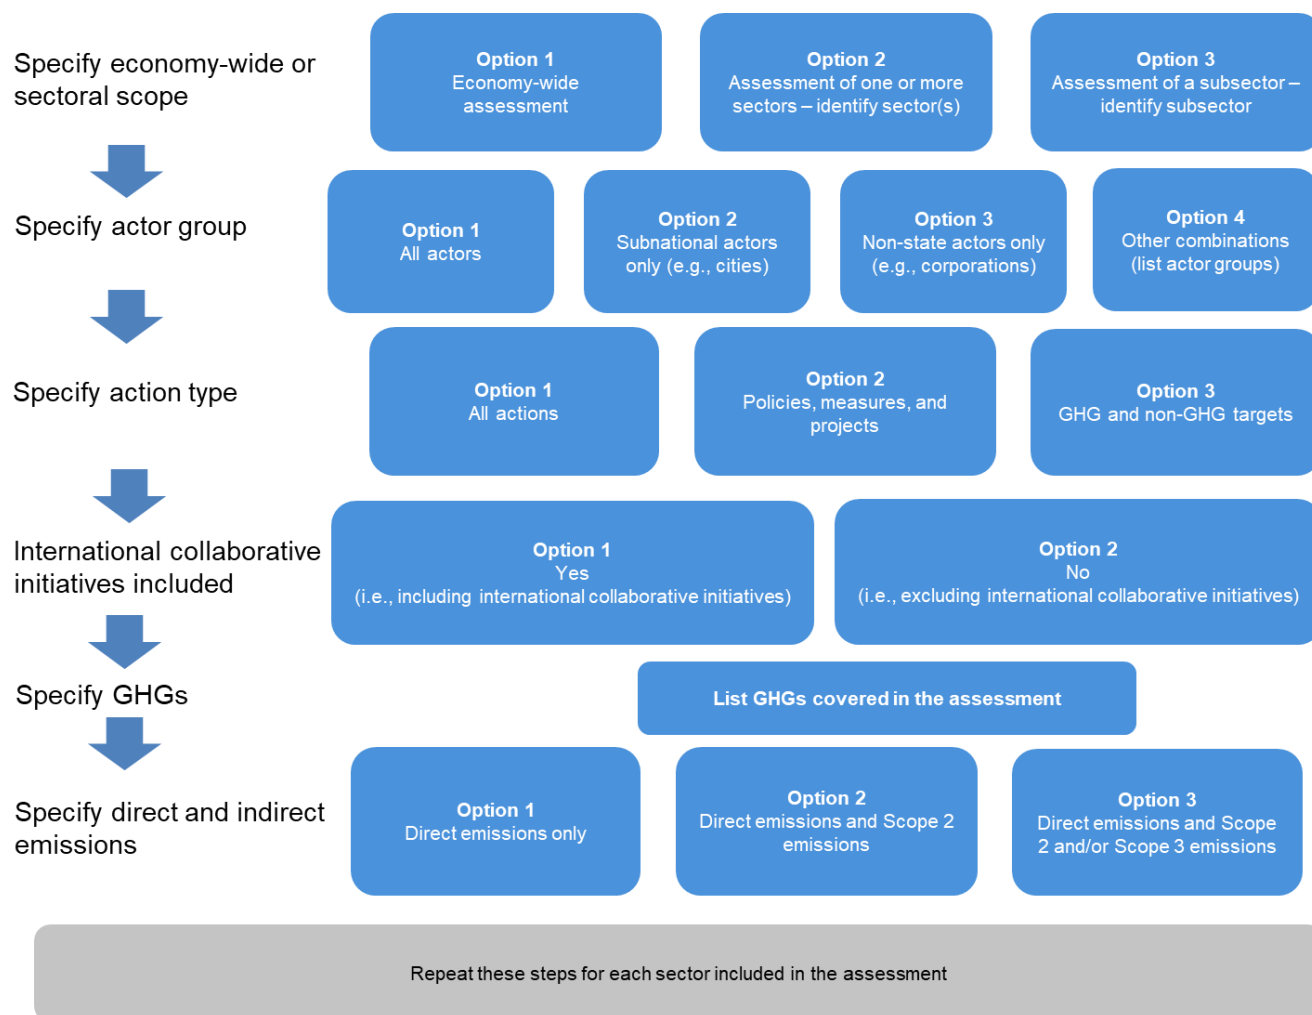 Specify economy-wide or
sectoral scope
Option 1
Economy-wide
assessment
Option 2
Assessment of one or more
sectors – identify sector(s)
Option 3
Assessment of a subsector –
identify subsector
Specify actor group
Option 1
All actors
Option 2
Subnational actors
only (e.g., cities)
Option 3
Non-state actors only
(e.g., corporations)
Option 4
Other combinations
(list actor groups)
Specify action type
Option 1
All actions
Option 2
Policies, measures, and
projects
Option 3
GHG and non-GHG targets
International collaborative
initiatives included
Option 1
Yes
(i.e., including international collaborative initiatives)
Option 2
No
(i.e., excluding international collaborative initiatives)
Specify GHGs
List GHGs covered in the assessment
Specify direct and indirect
emissions
Option 1
Direct emissions only
Option 2
Direct emissions and Scope 2
emissions
Option 3
Direct emissions and Scope
2 and/or Scope 3 emissions
Repeat these steps for each sector included in the assessment